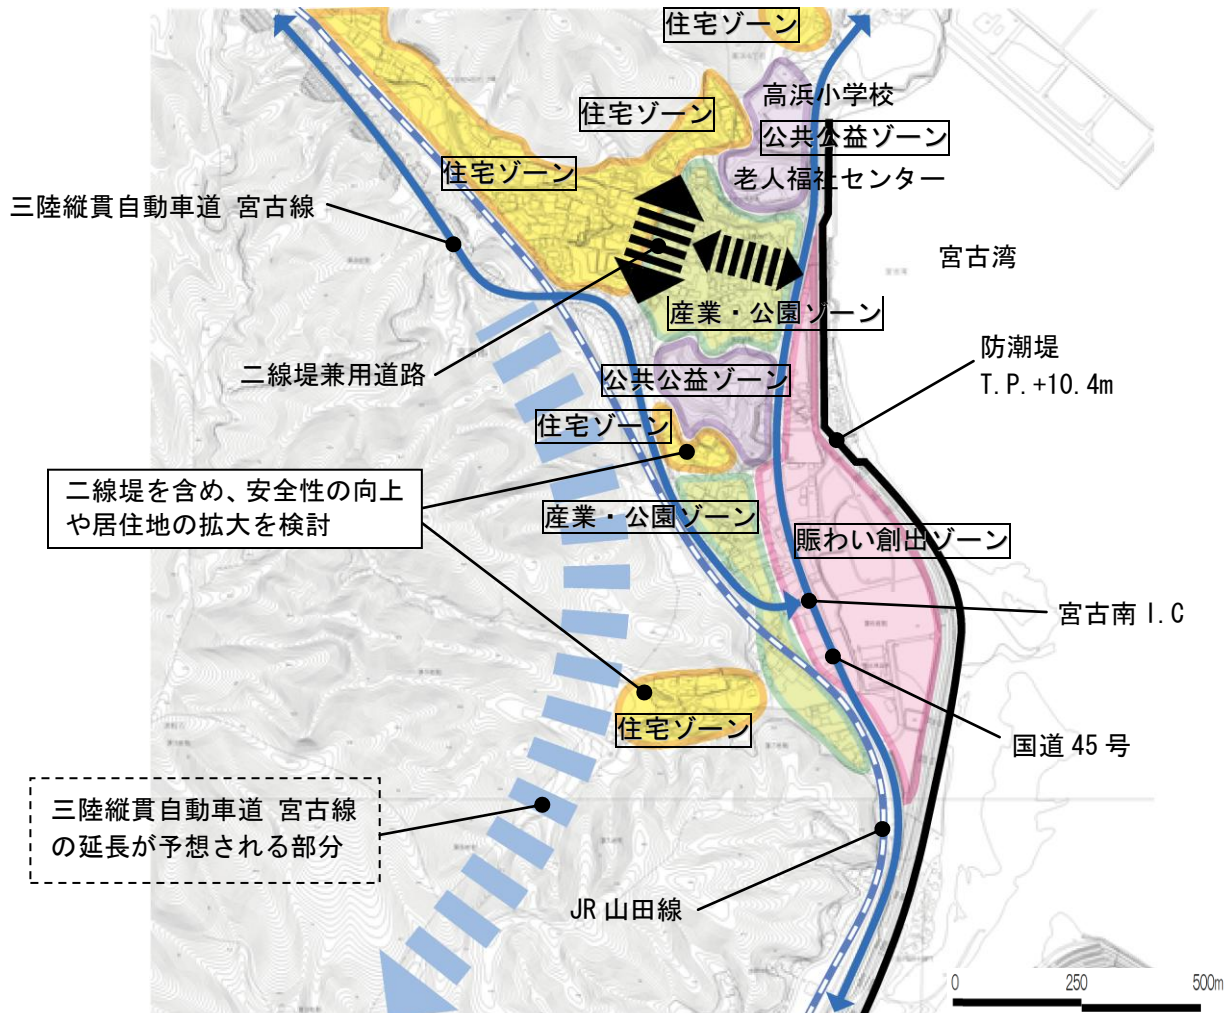 住宅ゾーン
高浜小学校
住宅ゾーン
公共公益ゾーン
住宅ゾーン
老人福祉センター
三陸縦貫自動車道 宮古線
宮古湾
産業・公園ゾーン
防潮堤
T.P.+10.4m
二線堤兼用道路
公共公益ゾーン
住宅ゾーン
二線堤を含め、安全性の向上
や居住地の拡大を検討
産業・公園ゾーン
賑わい創出ゾーン
宮古南 I.C
住宅ゾーン
国道 45 号
三陸縦貫自動車道 宮古線
の延長が予想される部分
JR 山田線
0 250 500m